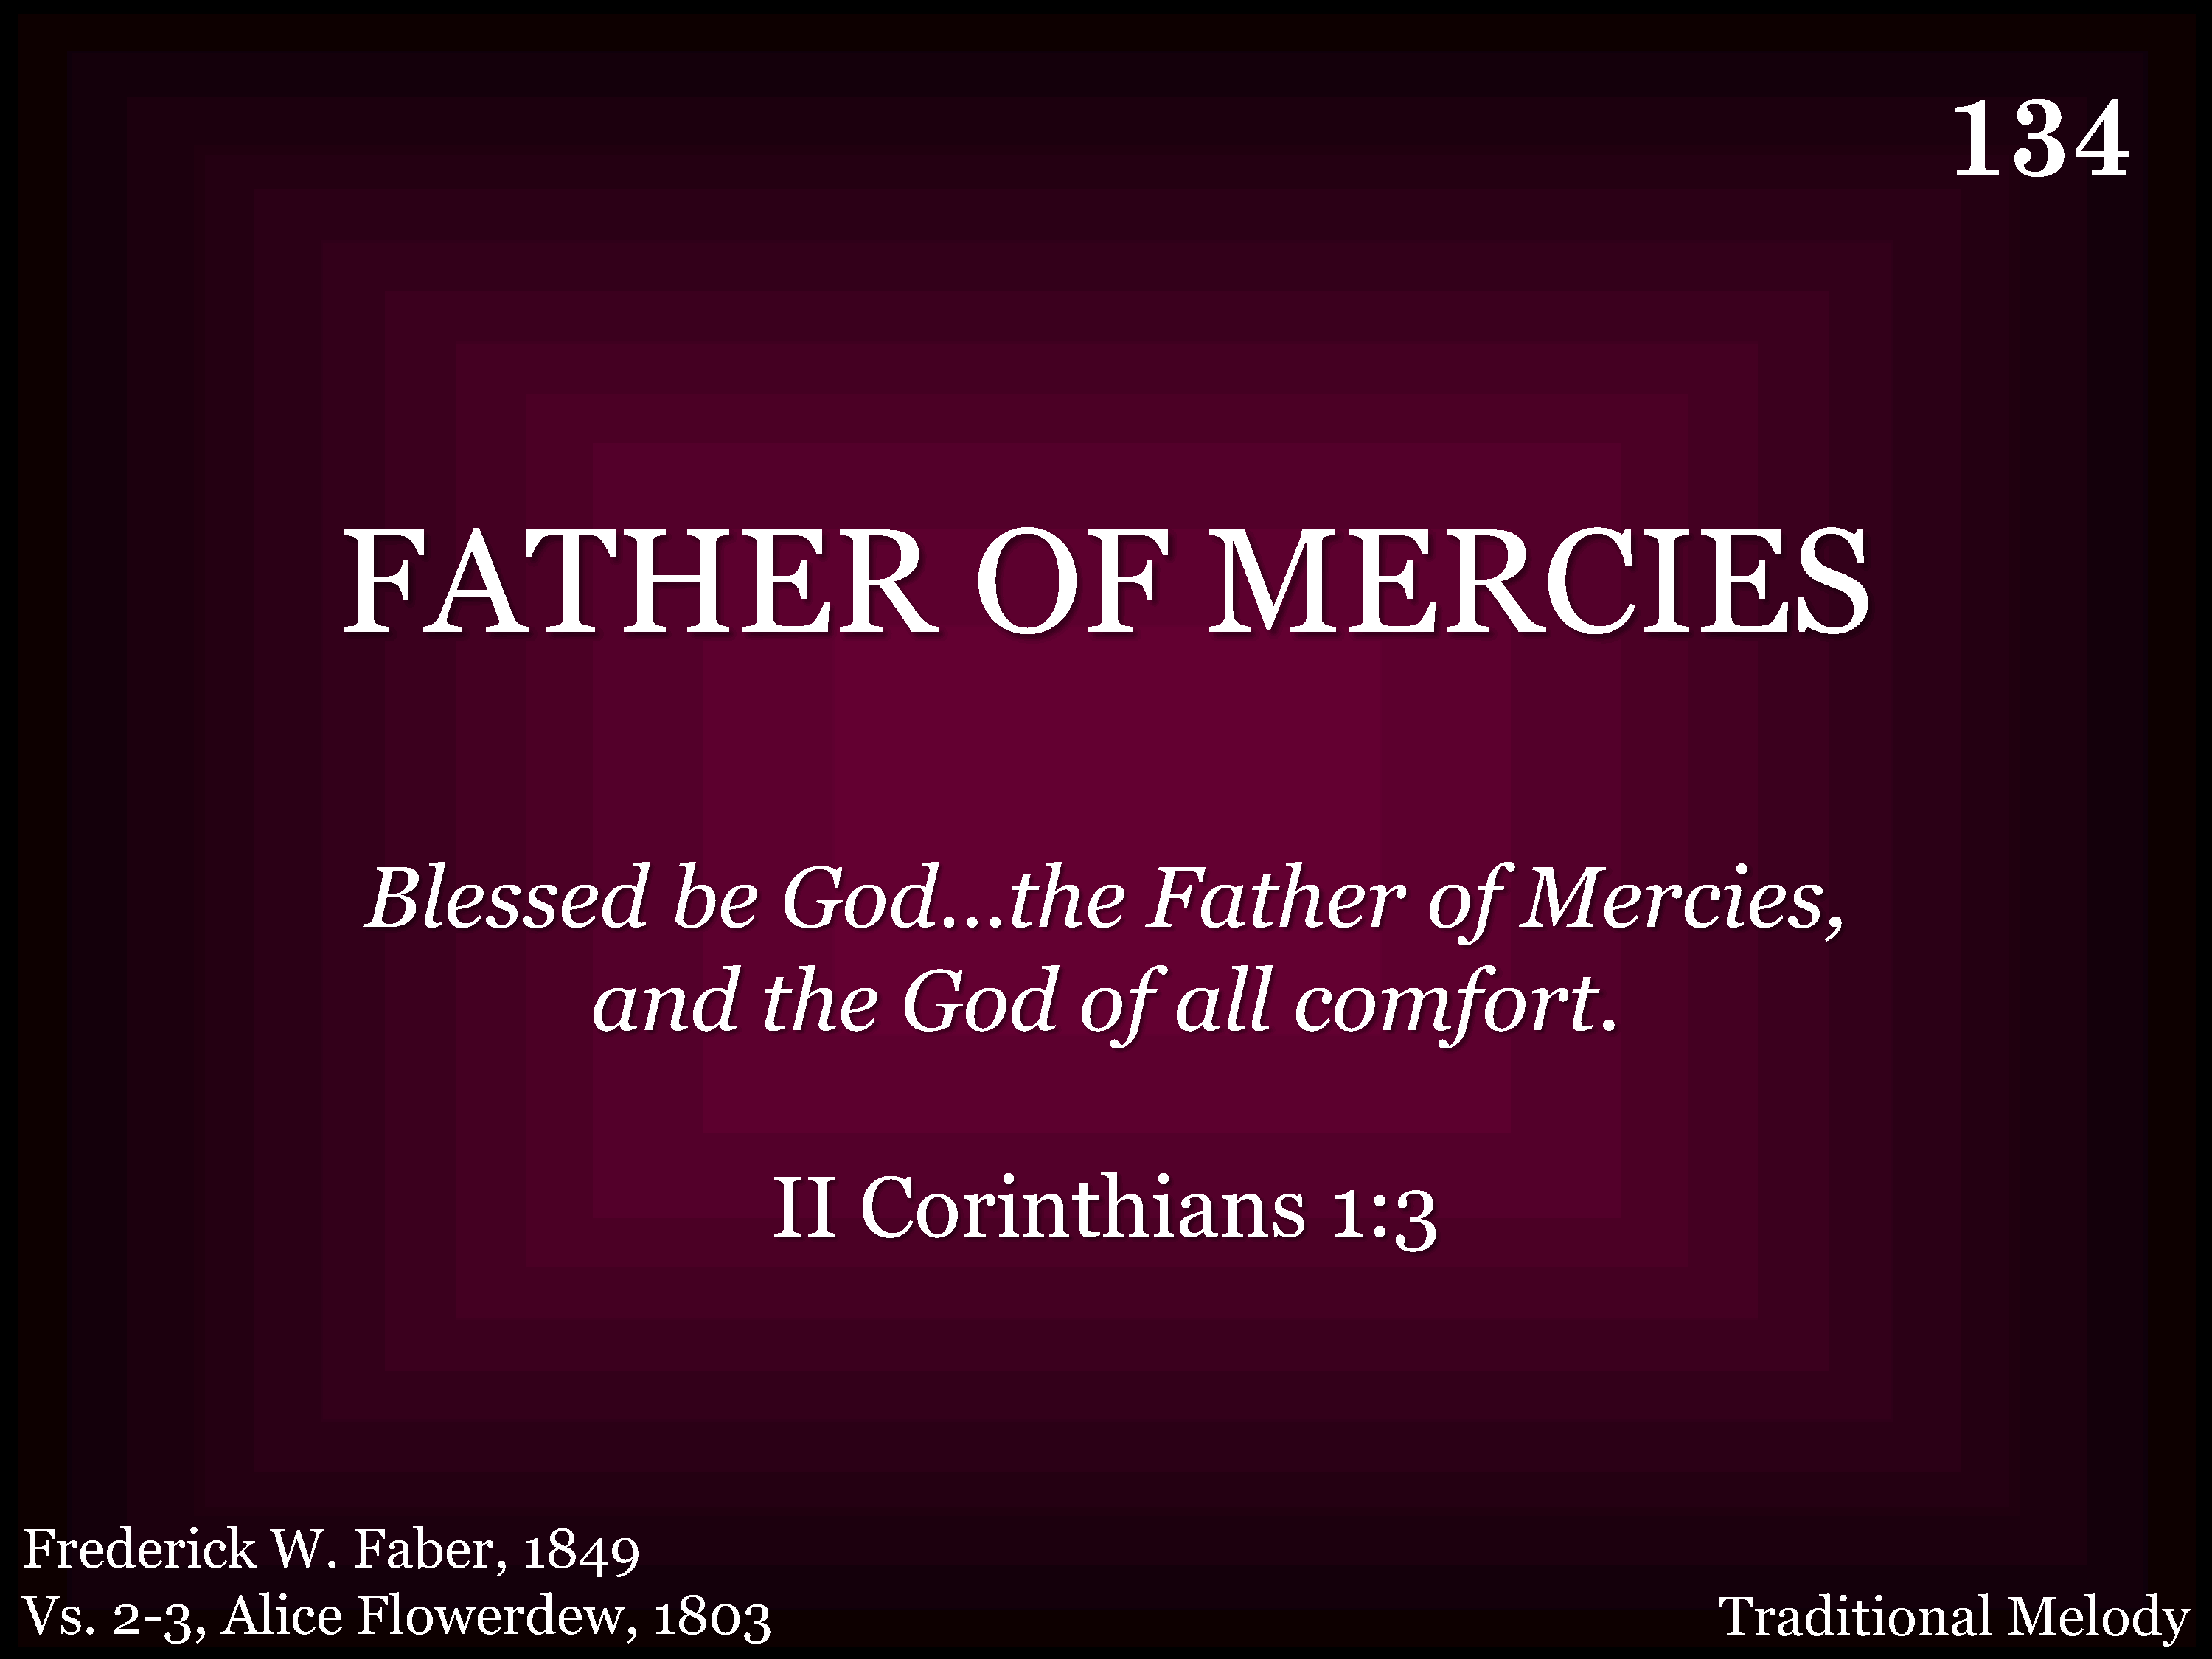 134
FATHER OF MERCIES
Blessed be God...the Father of Mercies,
and the God of all comfort.
II Corinthians 1:3
Frederick W. Faber, 1849
Vs. 2-3, Alice Flowerdew, 1803
Traditional Melody